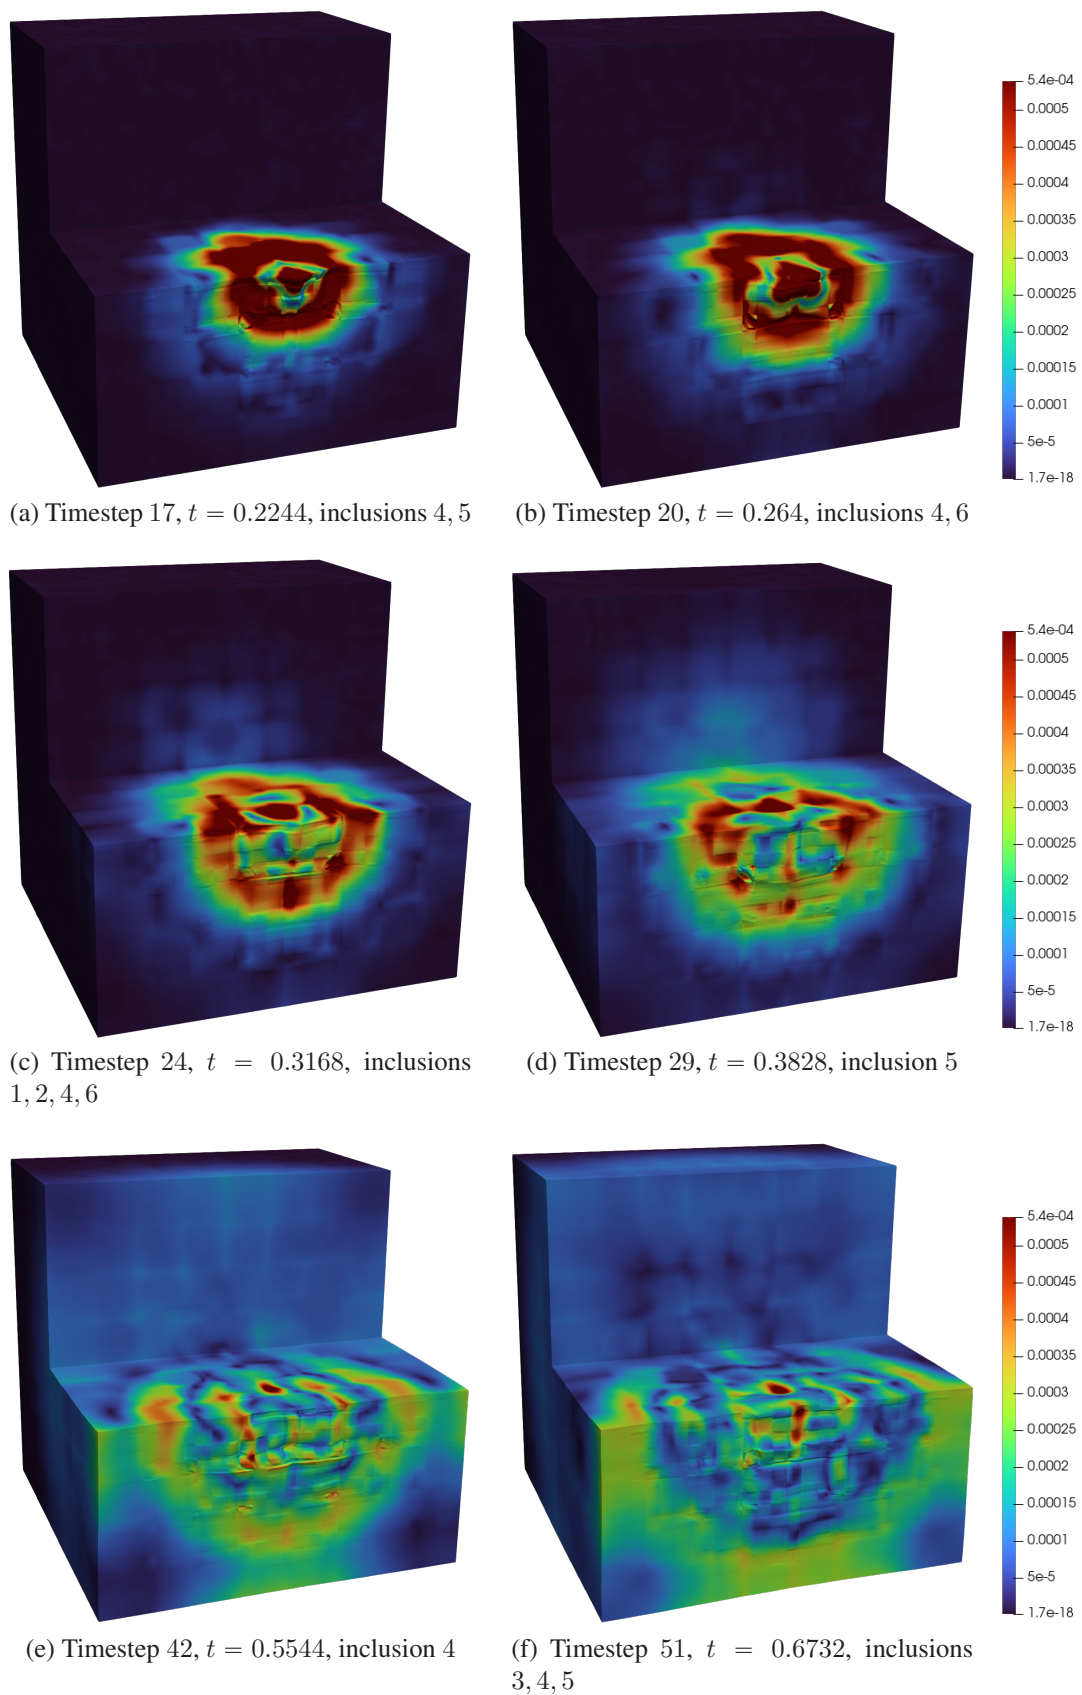 5.4e-04
0.0005
0.00045
0.0004
0.00035
0.0003
0.00025
0.0002
0.00015
0.0001
5e-5
1.7e-18
(a) Timestep 17, t = 0.2244, inclusions 4, 5
(b) Timestep 20, t = 0.264, inclusions 4, 6
5.4e-04
0.0005
0.00045
0.0004
0.00035
0.0003
0.00025
0.0002
0.00015
0.0001
5e-5
1.7e-18
(c) Timestep 24, t = 0.3168, inclusions
1, 2, 4, 6
(d) Timestep 29, t = 0.3828, inclusion 5
5.4e-04
0.0005
0.00045
0.0004
0.00035
0.0003
0.00025
0.0002
0.00015
0.0001
5e-5
1.7e-18
(e) Timestep 42, t = 0.5544, inclusion 4
(f) Timestep 51, t = 0.6732, inclusions
3, 4, 5